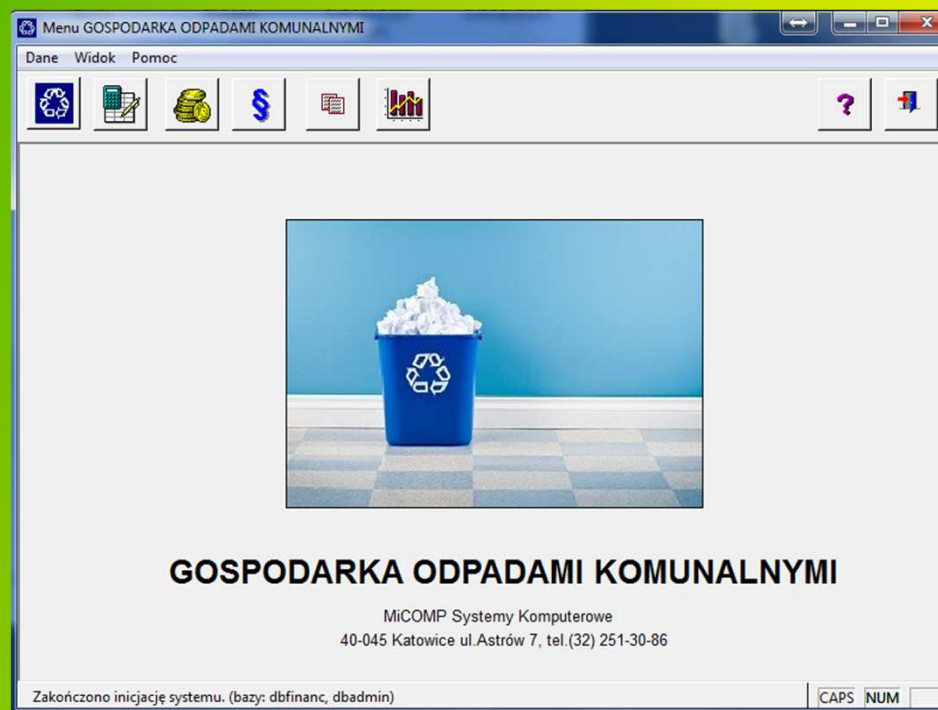 Menu GOSPODARKA ODPADAMI KOMUNALNYMI
Dane Widok Pomoc
§ ?
GOSPODARKA ODPADAMI KOMUNALNYMI
MiCOMP Systemy Komputerowe
40-045 Katowice ul.Astrów 7, tel.(32) 251-30-86
Zakończono inicjację systemu. (bazy: dbfinanc, dbadmin) CAPS NUM